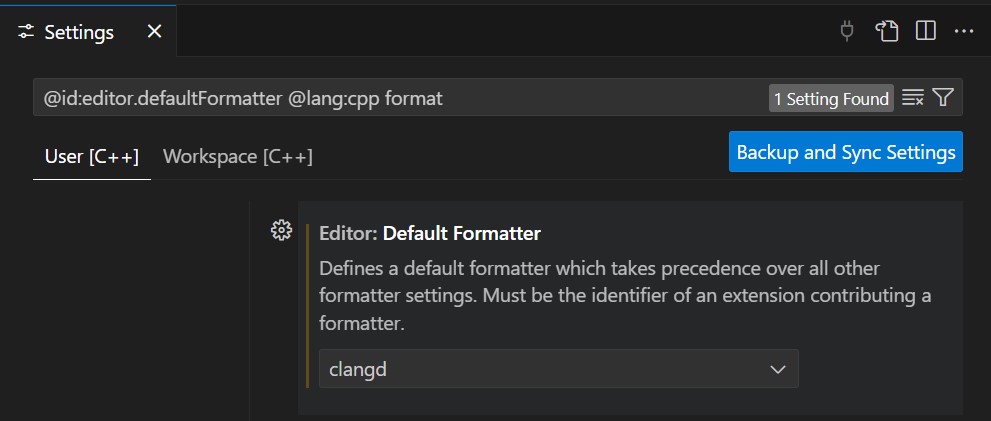 Settings
@id:editor.defaultFormatter @lang:cpp format
1 Setting Found
User [C++] Workspace [C++]
Backup and Sync Settings
Editor: Default Formatter
Defines a default formatter which takes precedence over all other
formatter settings. Must be the identifier of an extension contributing a
formatter.
clangd